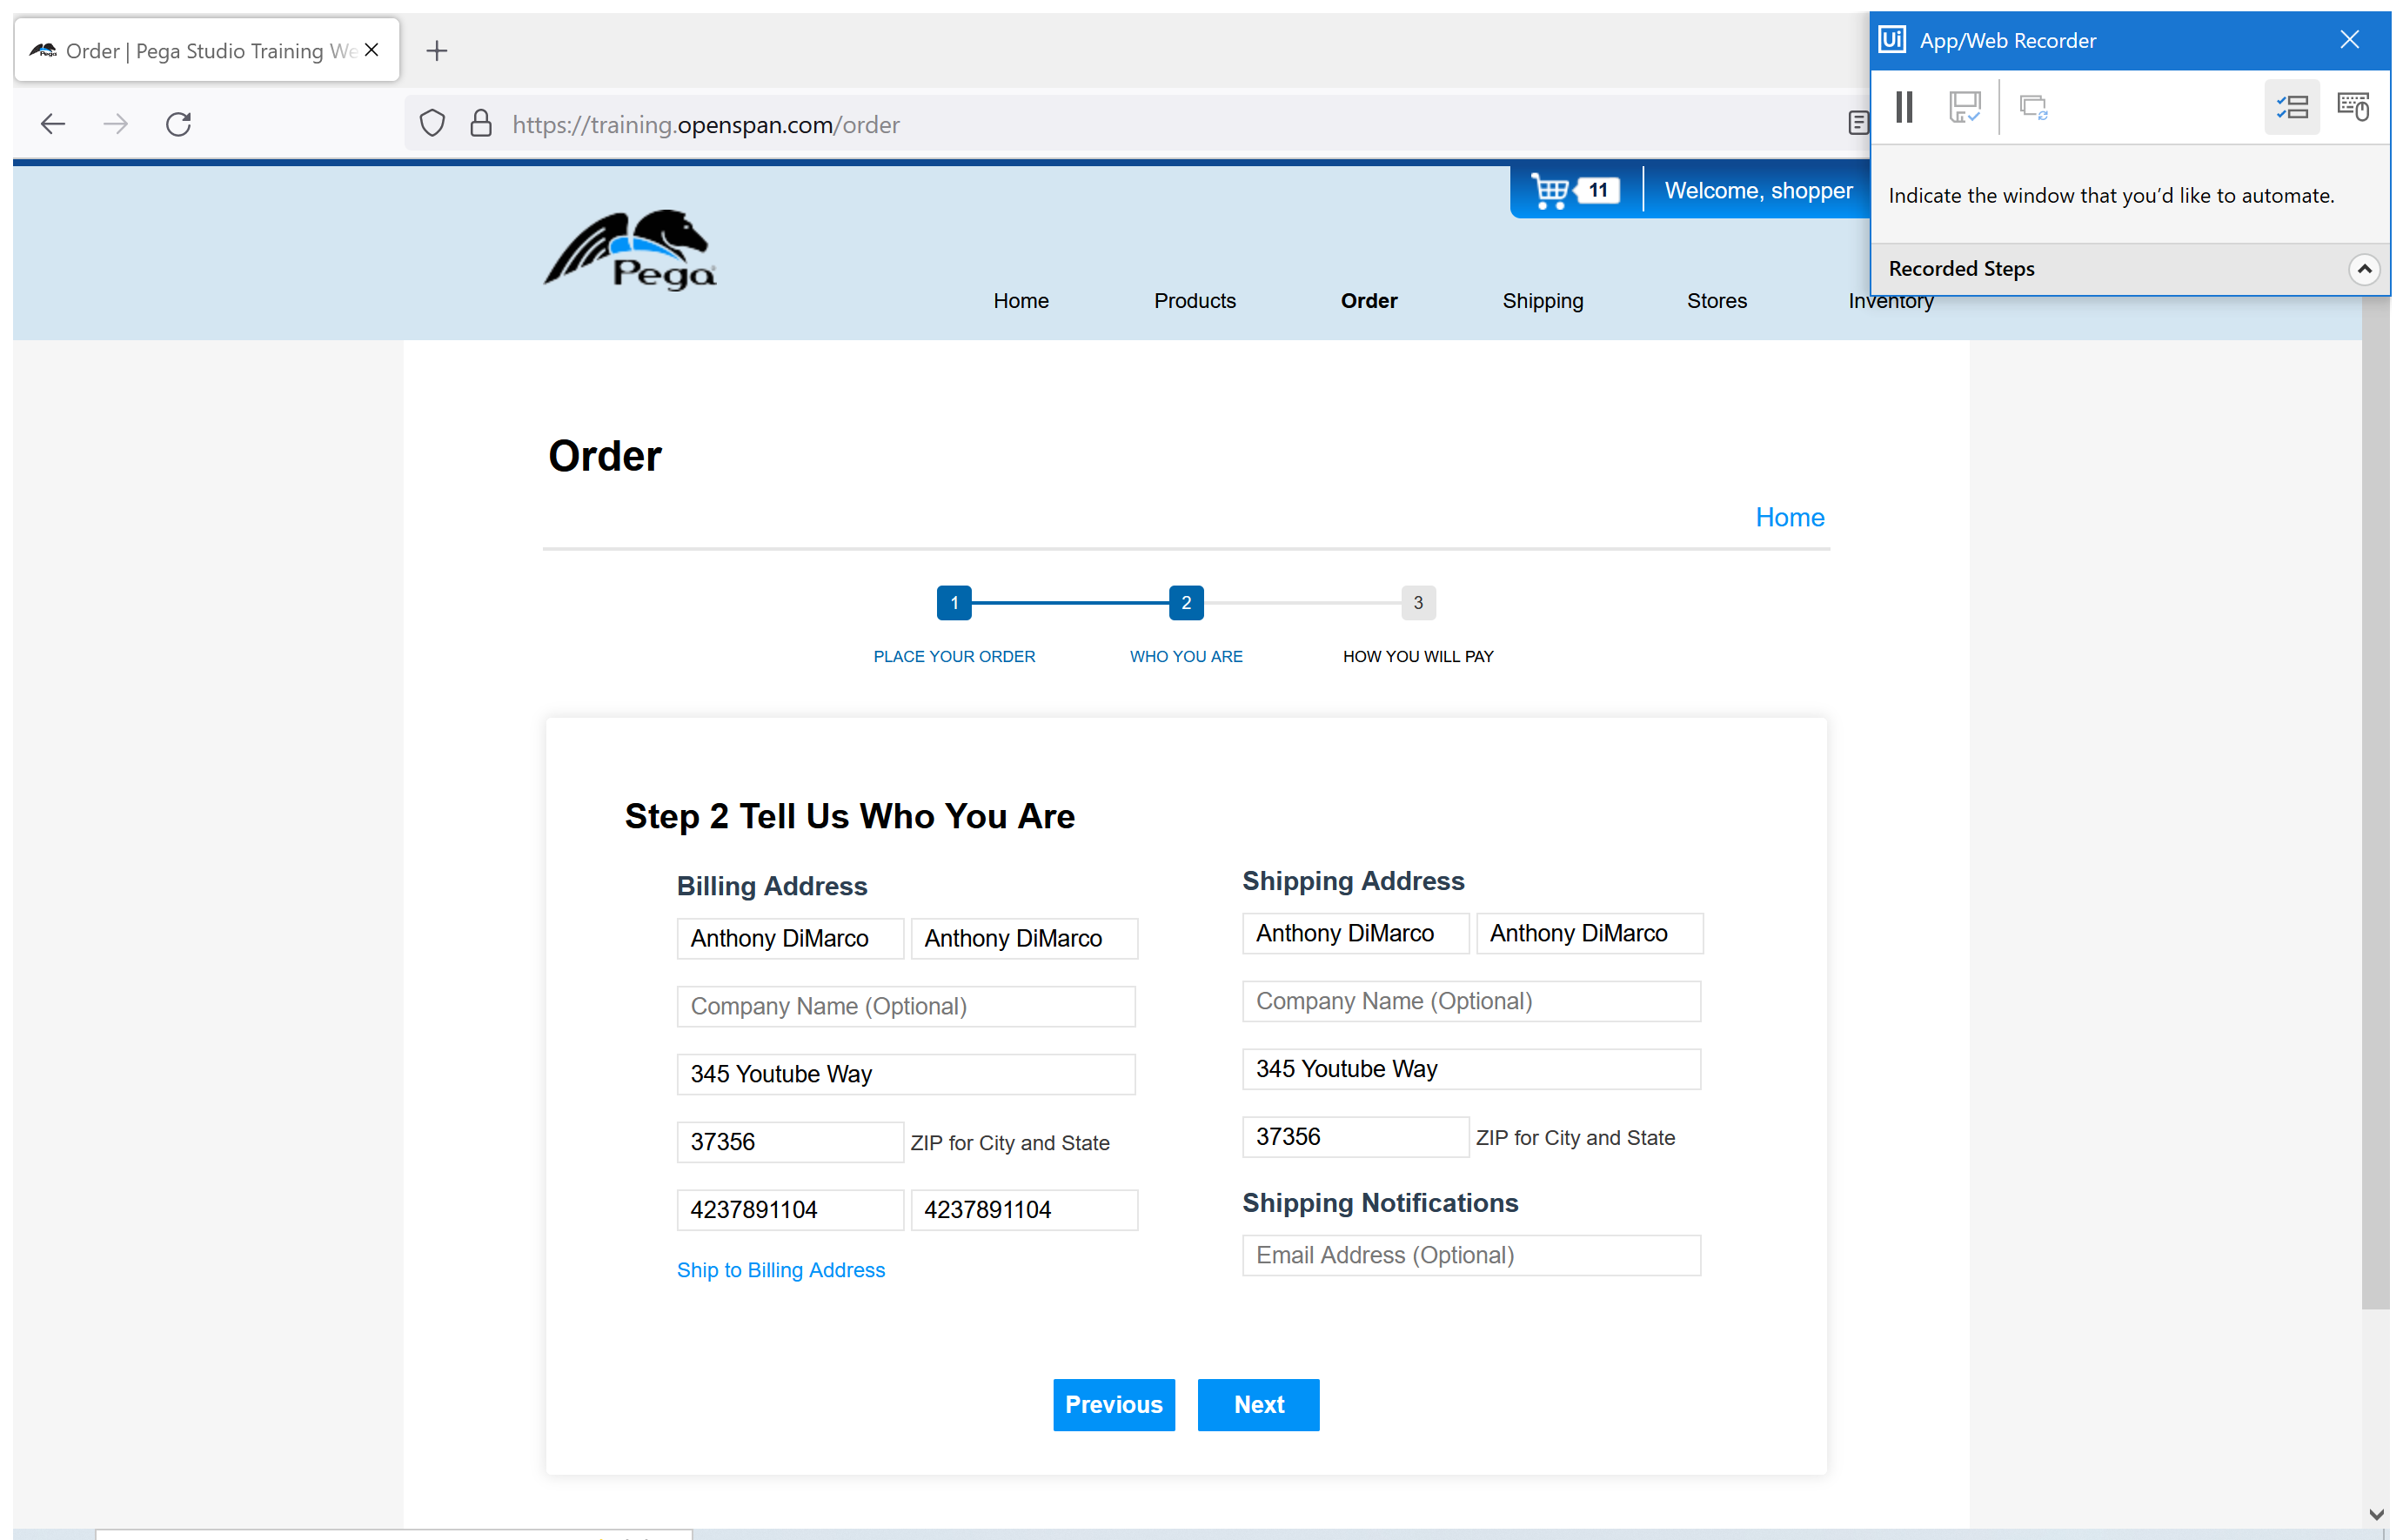 Order | Pega Studio Training We
Ui App/Web Recorder
https://training.openspan.com/order
11
Welcome, shopper
Indicate the window that you'd like to automate.
Recorded Steps
Pega
Home Products Order Shipping Stores Inventory
Order
Home
1 2 3
PLACE YOUR ORDER WHO YOU ARE HOW YOU WILL PAY
Step 2 Tell Us Who You Are
Billing Address
Anthony DiMarco Anthony DiMarco
Company Name (Optional)
345 Youtube Way
37356 ZIP for City and State
4237891104 4237891104
Ship to Billing Address
Shipping Address
Anthony DiMarco Anthony DiMarco
Company Name (Optional)
345 Youtube Way
37356 ZIP for City and State
Shipping Notifications
Email Address (Optional)
Previous Next